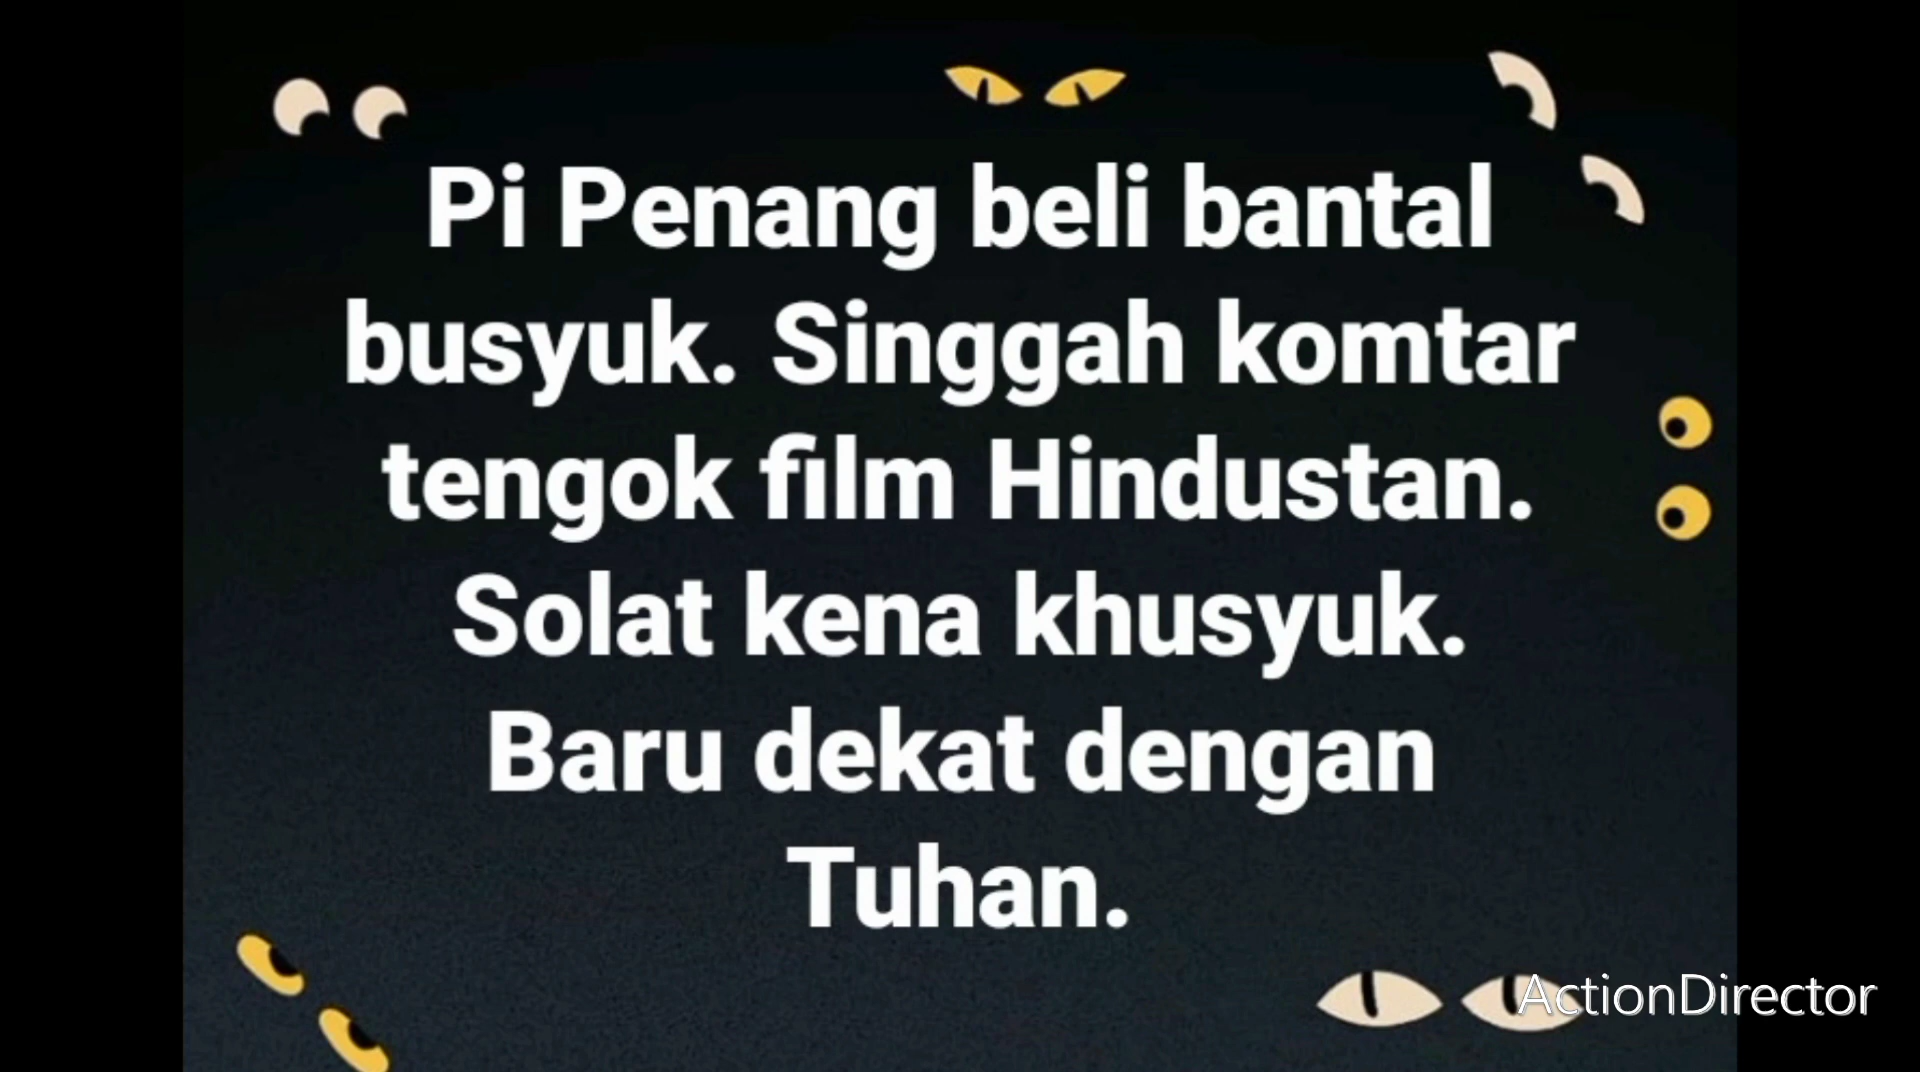 Pi Penang beli bantal
busyuk. Singgah komtar
tengok film Hindustan.
Solat kena khusyuk.
Baru dekat dengan
Tuhan.
ActionDirector